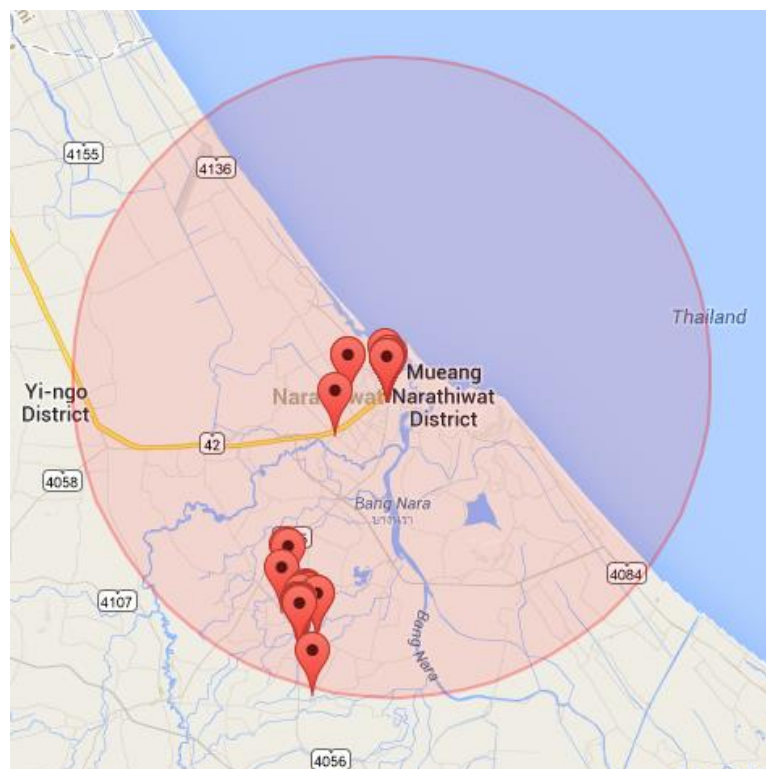 4155
4136
Thailand
Mueang
Narathiwat
District
Yi-ngo
District
42
4058
Bang Nara
บางนรา
4084
4107
Bang Nara
4056